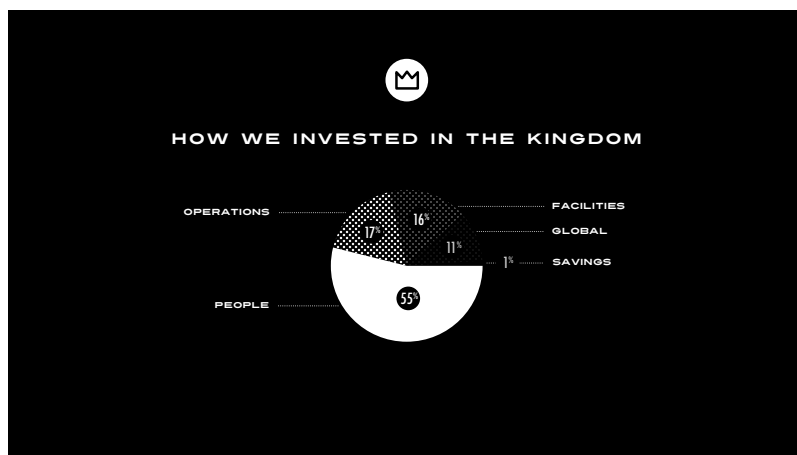 HOW WE INVESTED IN THE KINGDOM
OPERATIONS
FACILITIES
16%
GLOBAL
17%
11%
1%
SAVINGS
55%
PEOPLE